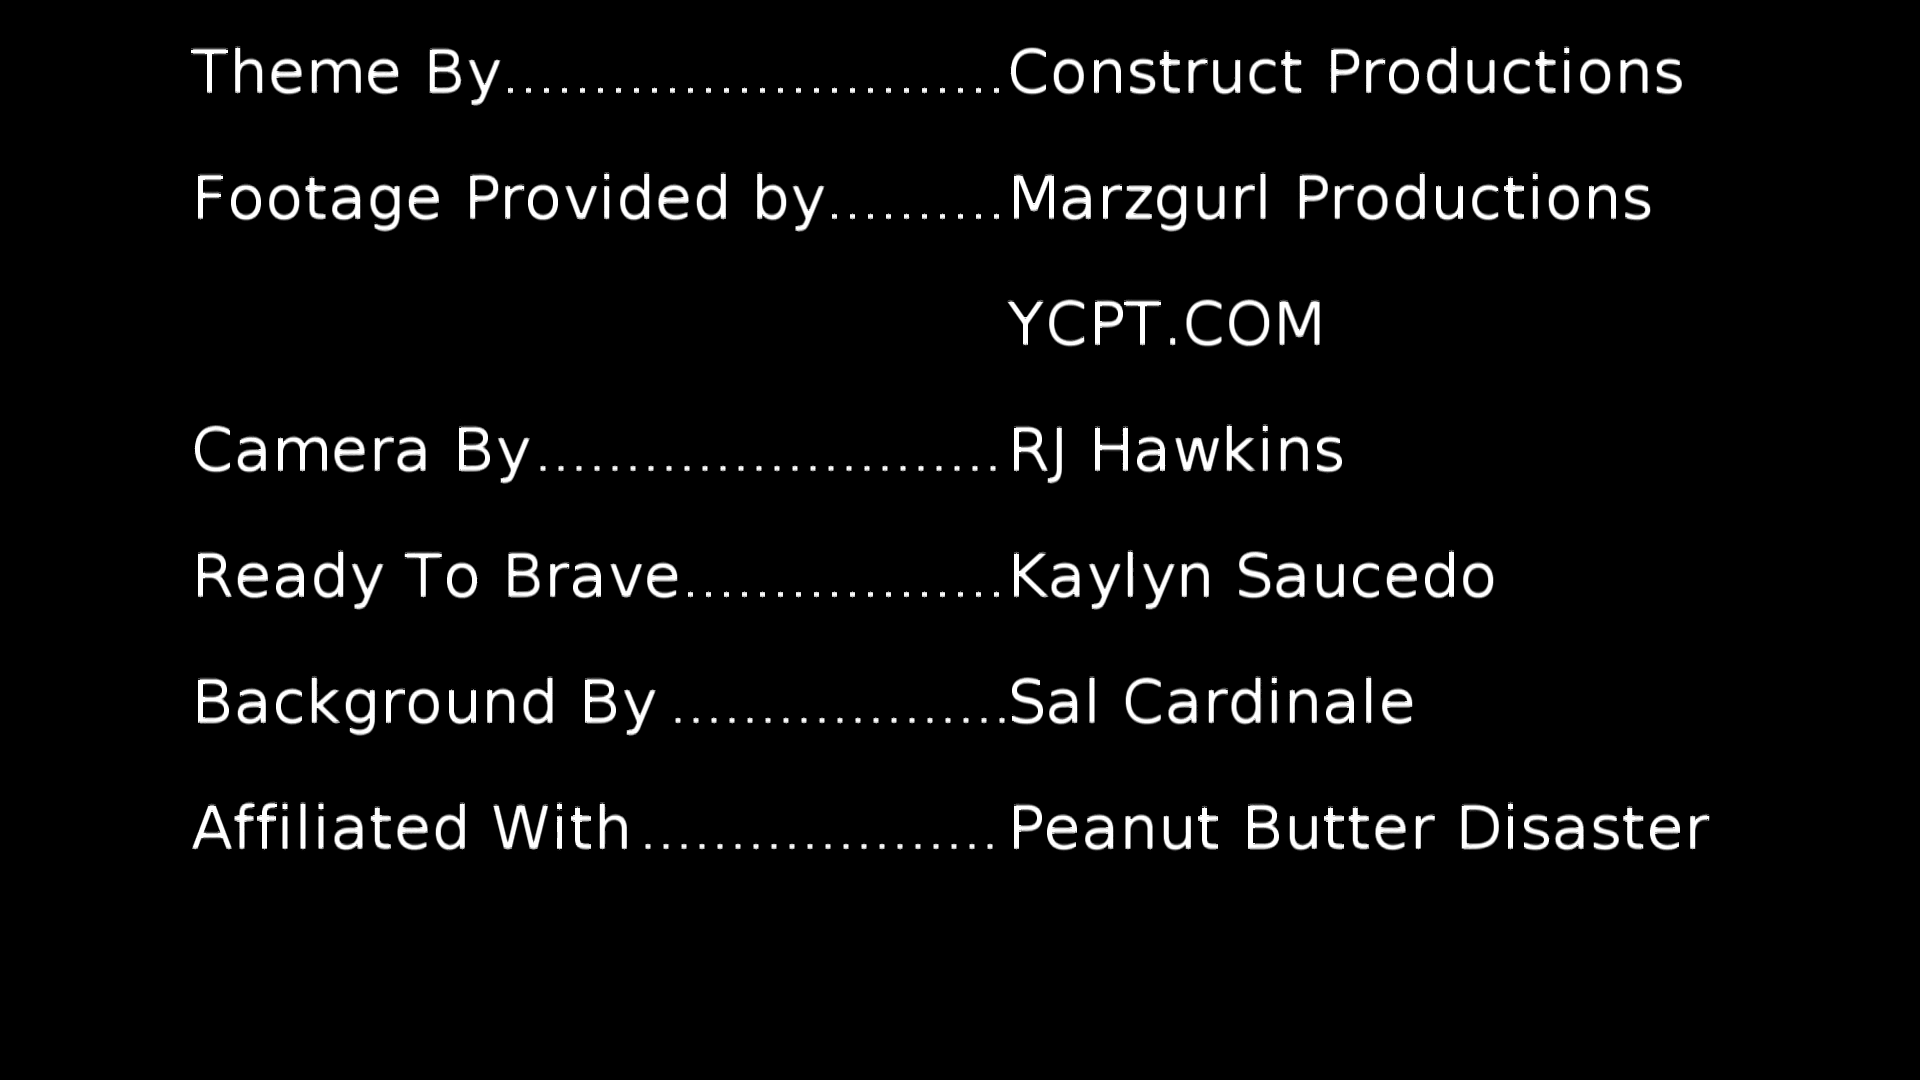 Theme By...........................Construct Productions
Footage Provided by..........Marzgurl Productions
YCPT.COM
Camera By..........................RJ Hawkins
Ready To Brave..................Kaylyn Saucedo
Background By ...................Sal Cardinale
Affiliated With....................Peanut Butter Disaster